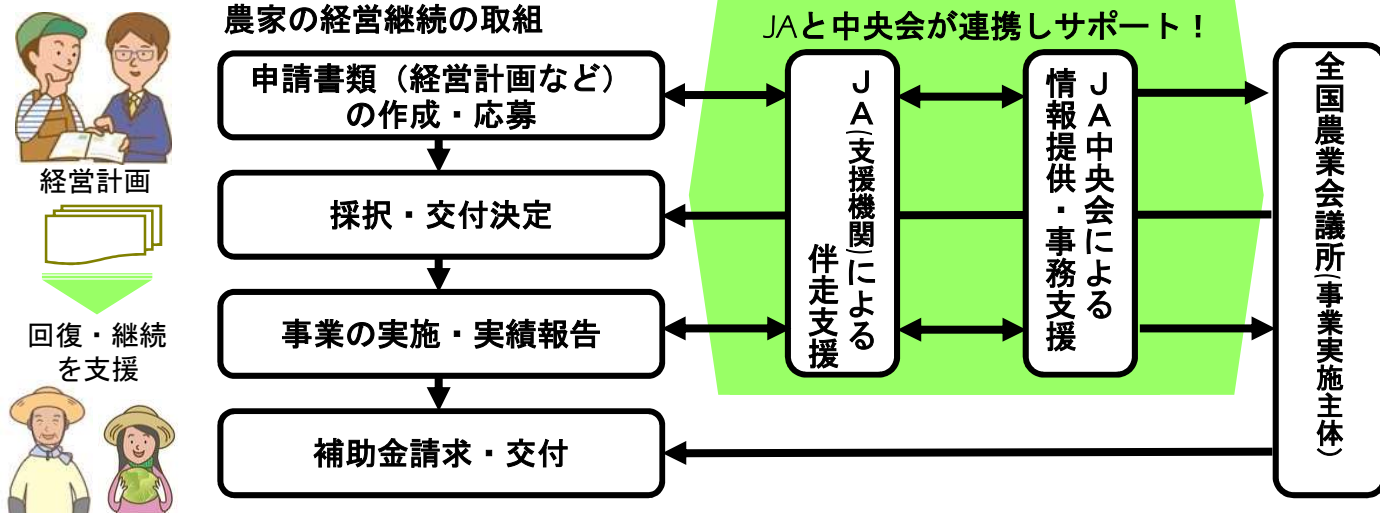 農家の経営継続の取組
JAと中央会が連携しサポート！
申請書類（経営計画など）
の作成・応募
採択・交付決定
事業の実施・実績報告
補助金請求・交付
ＪＡ(支援機関)による
伴走支援
ＪＡ中央会による
情報提供・事務支援
全国農業会議所(事業実施主体)
経営計画
回復・継続
を支援